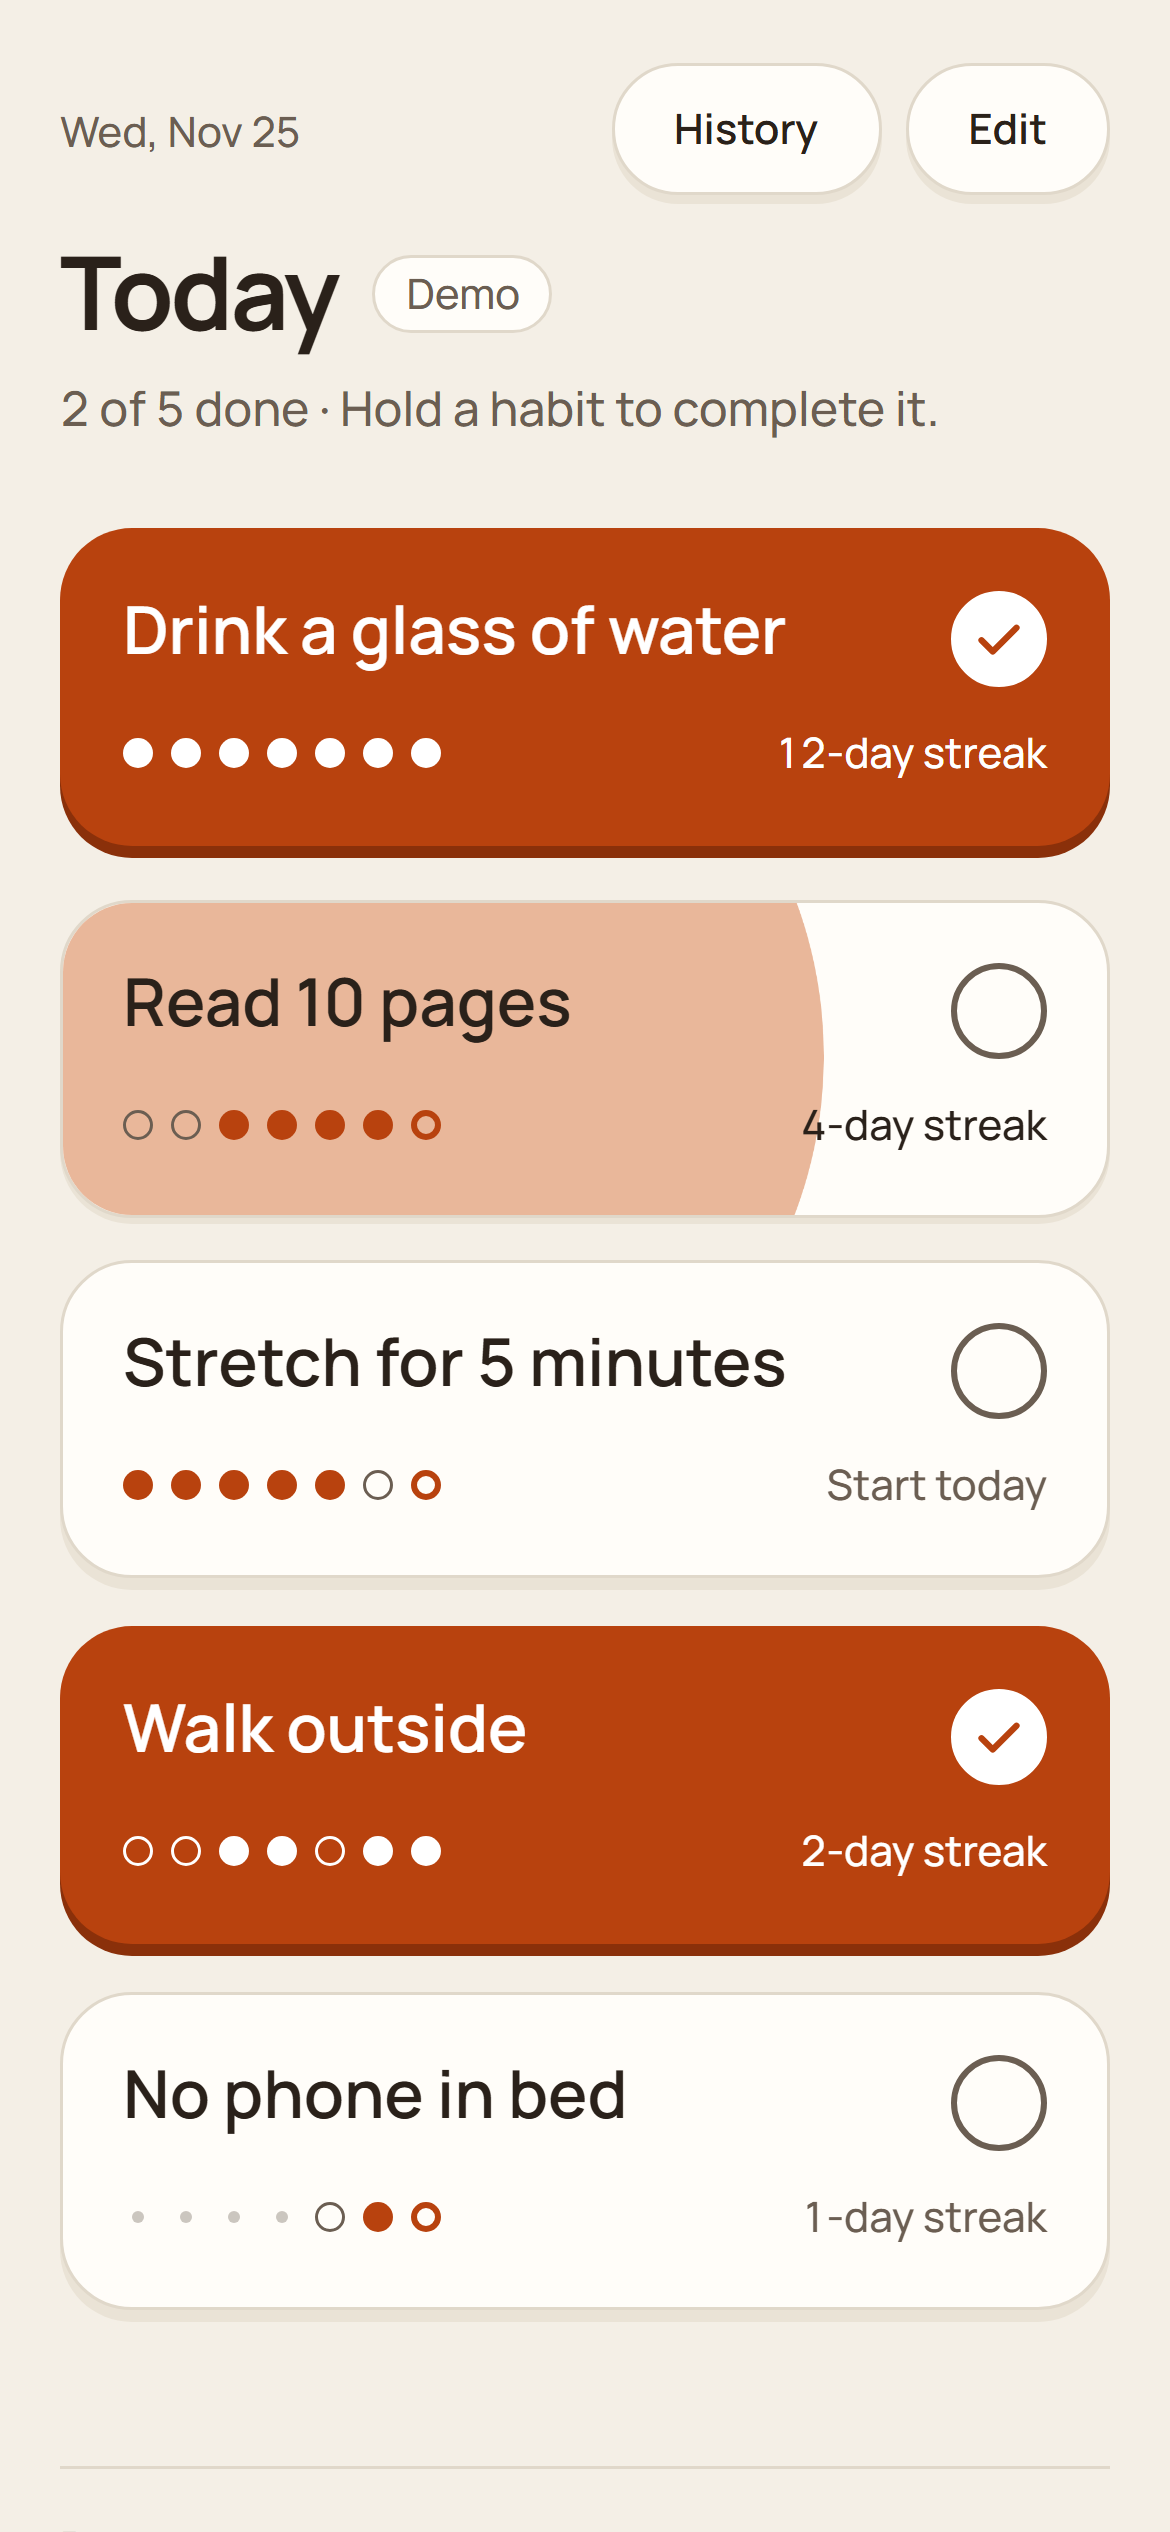 Wed, Nov 25
History
Edit
Today
Demo
2 of 5 done · Hold a habit to complete it.
Drink a glass of water
12-day streak
Read 10 pages
4-day streak
Stretch for 5 minutes
Start today
Walk outside
2-day streak
No phone in bed
1-day streak